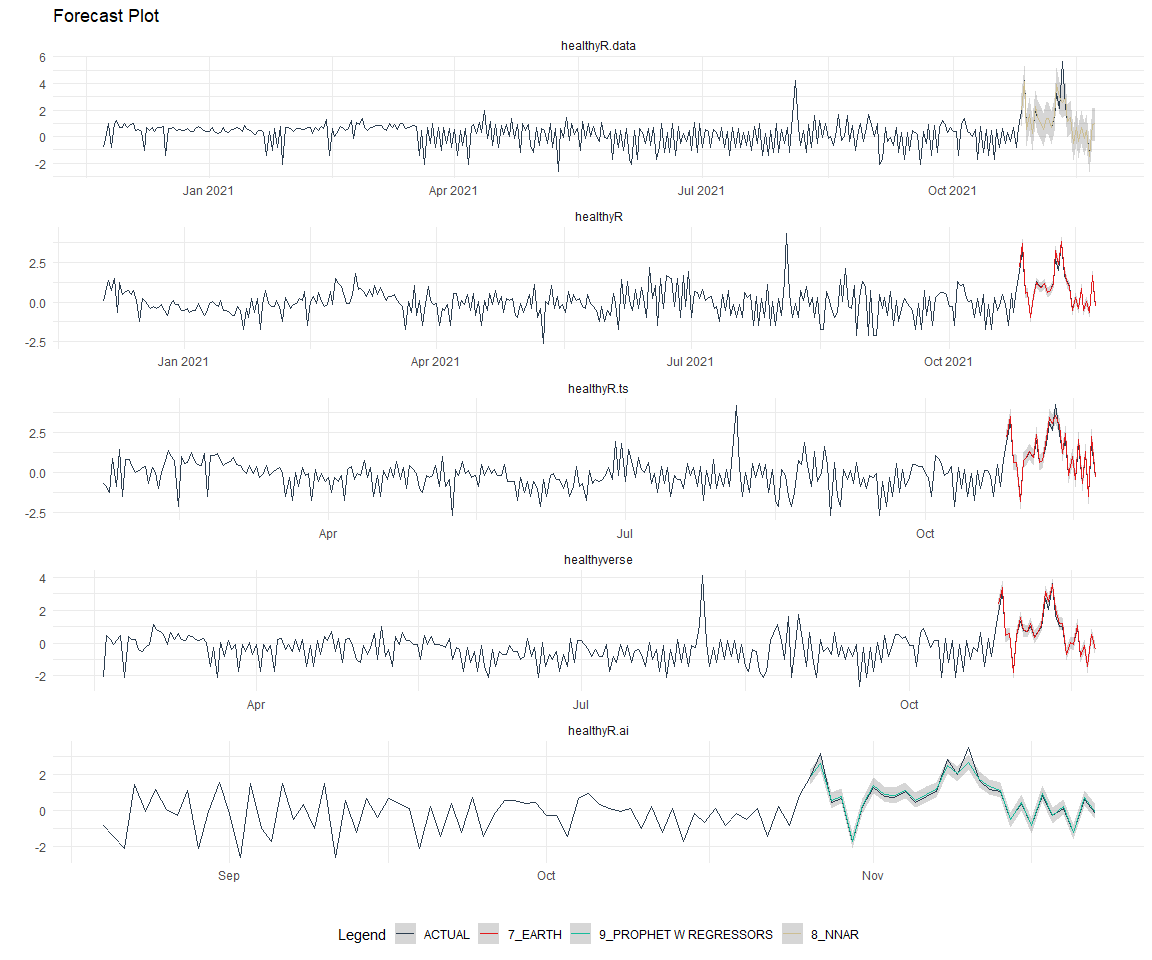 Forecast Plot
healthyR.data
6
4
2
0
-2
Jan 2021 Apr 2021 Jul 2021 Oct 2021
healthyR
2.5
0.0
-2.5
Jan 2021 Apr 2021 Jul 2021 Oct 2021
healthyR.ts
2.5
0.0
-2.5
Apr Jul Oct
healthyverse
4
2
0
-2
Apr Jul Oct
healthyR.ai
2
0
-2
Sep Oct Nov
Legend ACTUAL 7_EARTH 9_PROPHET W REGRESSORS 8_NNAR